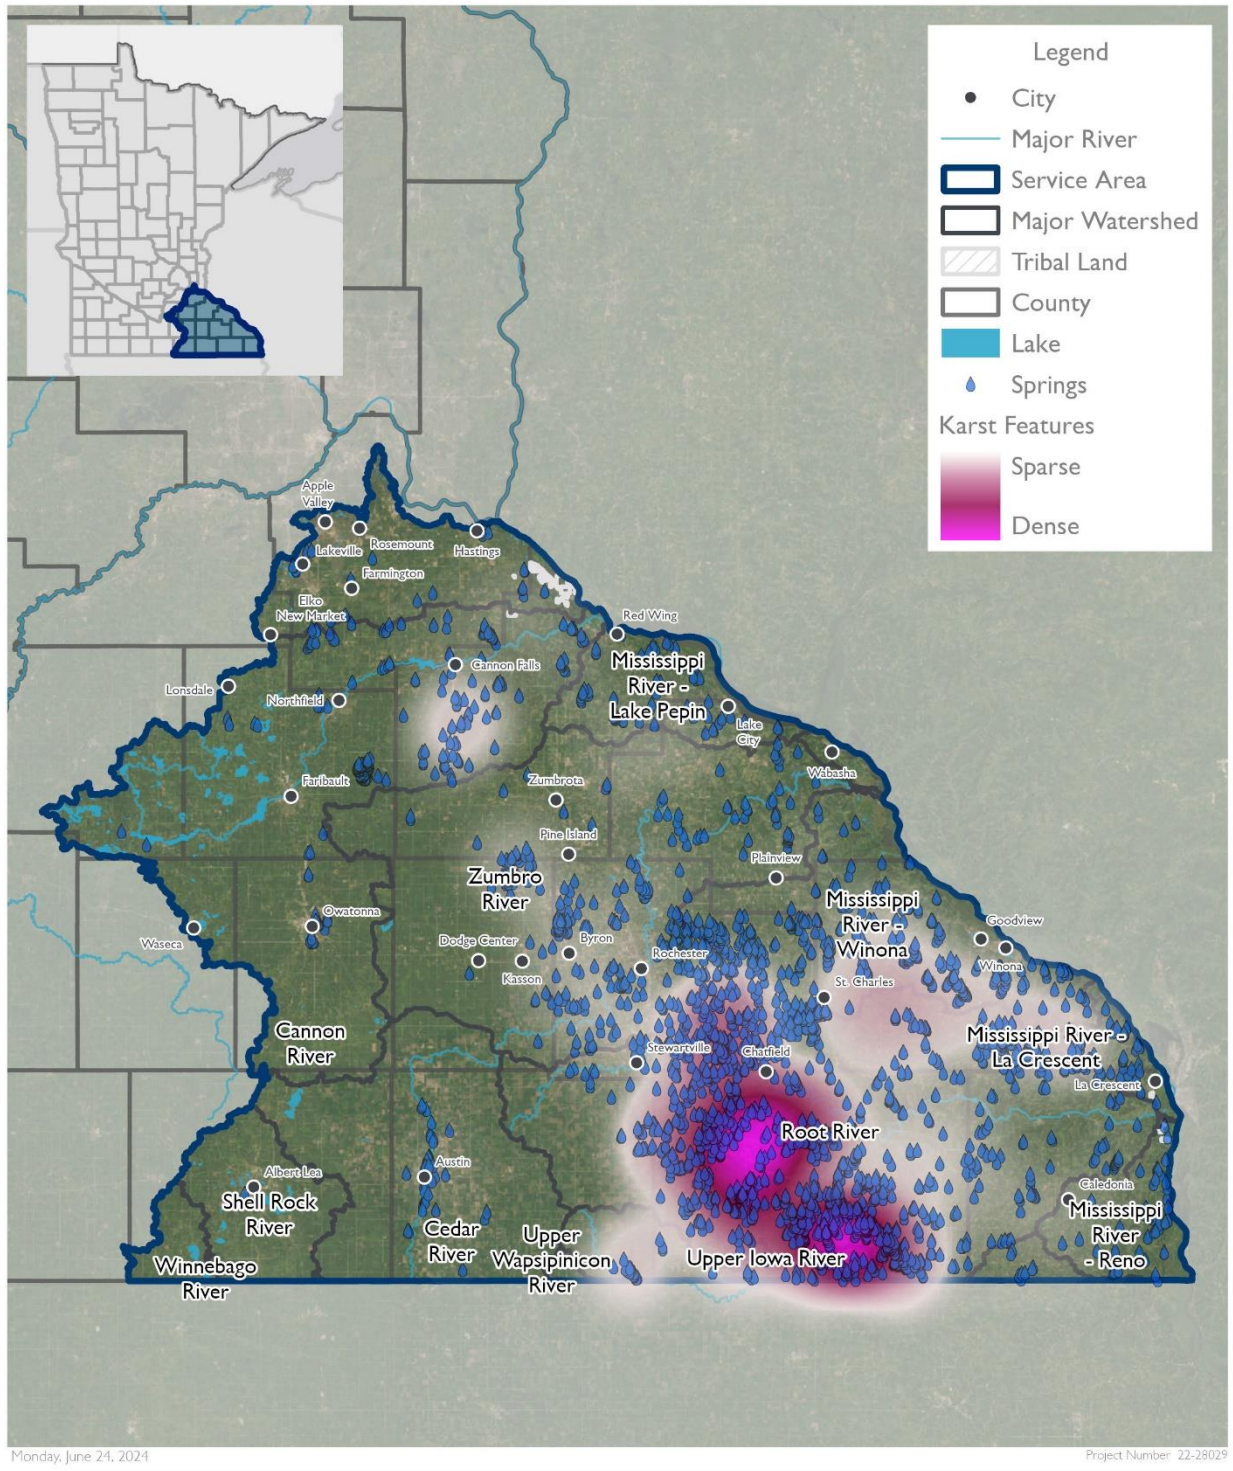 Legend
City
Major River
Service Area
Major Watershed
Tribal Land
County
Lake
Springs
Karst Features
Sparse
Dense
Apple
Valley
Rosemount
Hastings
Lakeville
Farmington
Elko
New Market
Red Wing
Cannon Falls
Mississippi
River -
Lake Pepin
Lonsdale
Northfield
Lake
City
Wabasha
Faribault
Zumbrota
Pine Island
Plainview
Zumbro
River
Mississippi
River -
Winona
Owatonna
Waseca
Goodview
Winona
Dodge Center
Byron
Kasson
Rochester
St. Charles
Cannon
River
Mississippi River -
La Crescent
Stewartville
Chatfield
La Crescent
Root River
Austin
Albert Lea
Shell Rock
River
Caledonia
Mississippi
River
- Reno
Cedar
River
Upper
Wapsipinicon
River
Upper Iowa River
Winnebago
River
Monday, June 24, 2024
Project Number 22-28029